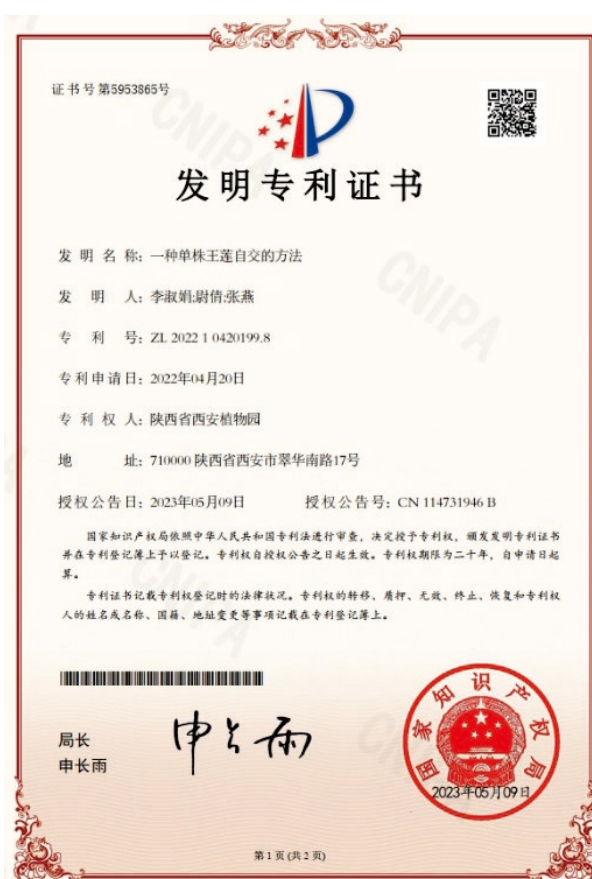 证书号第5953865号
发明专利证书
发明名称：一种单株王莲自交的方法
发明人：李淑娟;尉倩;张燕
专利号：ZL 2022 1 0420199.8
专利申请日：2022年04月20日
专利权人：陕西省西安植物园
地址：710000 陕西省西安市翠华南路17号
授权公告日：2023年05月09日 授权公告号：CN 114731946 B
国家知识产权局依照中华人民共和国专利法进行审查，决定授予专利权，颁发发明专利证书
并在专利登记簿上予以登记。专利权自授权公告之日起生效。专利权期限为二十年，自申请日起
算。
专利证书记载专利权登记时的法律状况。专利权的转移、质押、无效、终止、恢复和专利权
人的姓名或名称、国籍、地址变更等事项记载在专利登记簿上。
局长
申长雨
申长雨
国家知识产权局
2023年05月09日
第1页(共2页)
CNIPA
CNIPA
CNIPA
CNIPA